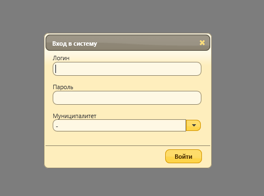 Вход в систему
Логин
Пароль
Муниципалитет
-
Войти